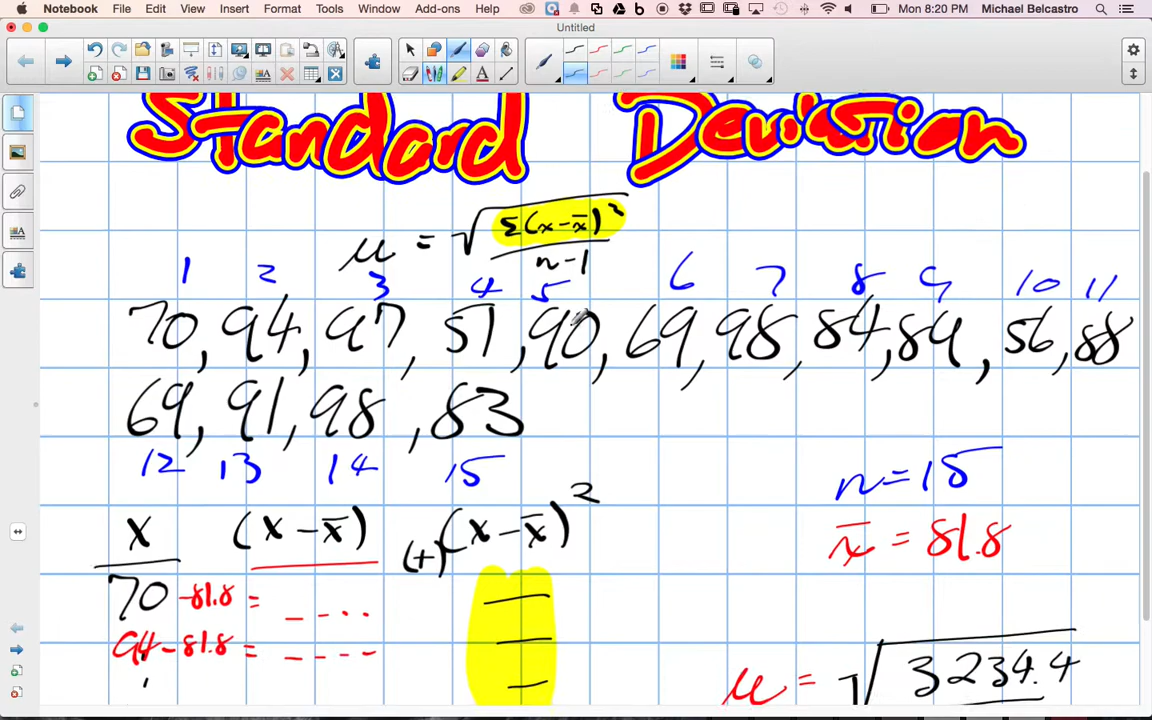 Notebook File Edit View Insert Format Tools Window Add-ons Help Mon 8:20 PM Michael Belcastro
Untitled
Standard Deviation
μ = √(Σ(x-x̄)²
n-1
1 2 3 4 5 6 7 8 9 10 11
70, 94, 97, 57, 90, 69, 98, 84, 84, 56, 88
69, 91, 98, 83
12 13 14 15
n=15
x (x-x̄) (+)(x-x̄)²
x̄ = 81.8
70 -81.8 = _ _ . .
94 - 81.8 = _ _ _ _
μ = √3234.4